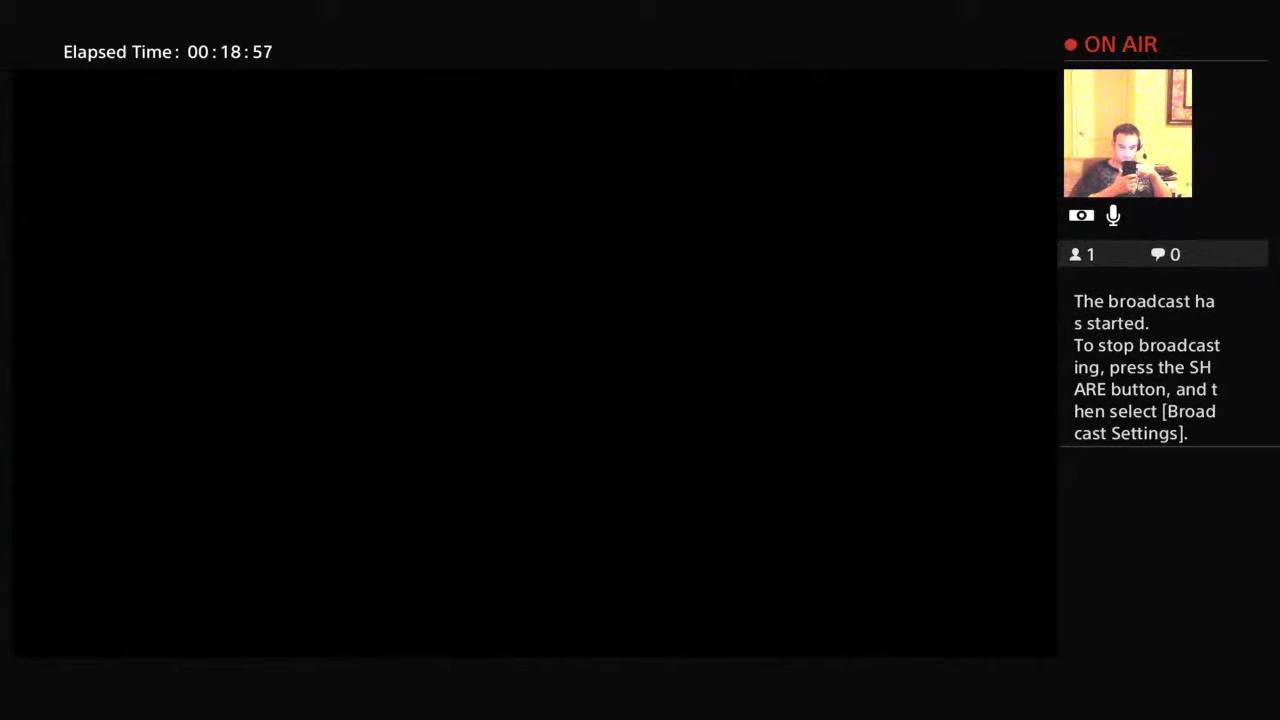 Elapsed Time: 00:18:57
ON AIR
1
0
The broadcast ha
s started.
To stop broadcast
ing, press the SH
ARE button, and t
hen select [Broad
cast Settings].